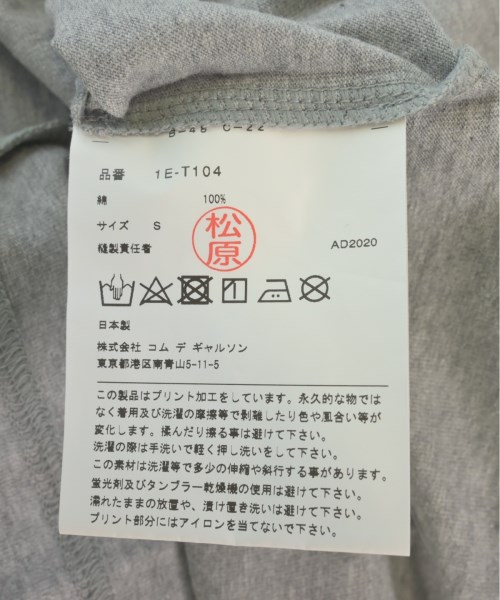 品番 1E-T104
綿 100%
サイズ S
松原
縫製責任者 AD2020
日本製
株式会社 コム デ ギャルソン
東京都港区南青山5-11-5
この製品はプリント加工をしています。永久的な物では
なく着用及び洗濯の摩擦等で剥離したり色や風合い等が
変化します。揉んだり擦る事は避けて下さい。
洗濯の際は手洗いで軽く押し洗いをして下さい。
この素材は洗濯等で多少の伸縮や斜行する事があります。
蛍光剤及びタンブラー乾燥機の使用は避けて下さい。
濡れたままの放置や、漬け置き洗いは避けて下さい。
プリント部分にはアイロンを当てないで下さい。